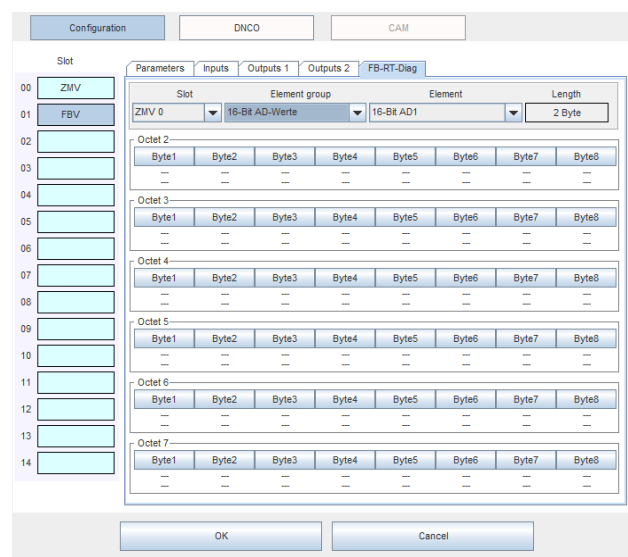 Configuration DNCO CAM
Slot
Parameters Inputs Outputs 1 Outputs 2 FB-RT-Diag
00 ZMV
01 FBV
02
03
04
05
06
07
08
09
10
11
12
13
14
Slot Element group Element Length
ZMV 0 16-Bit AD-Werte 16-Bit AD1 2 Byte
Octet 2
Byte1 Byte2 Byte3 Byte4 Byte5 Byte6 Byte7 Byte8
--- --- --- --- --- --- --- ---
--- --- --- --- --- --- --- ---
Octet 3
Byte1 Byte2 Byte3 Byte4 Byte5 Byte6 Byte7 Byte8
--- --- --- --- --- --- --- ---
--- --- --- --- --- --- --- ---
Octet 4
Byte1 Byte2 Byte3 Byte4 Byte5 Byte6 Byte7 Byte8
--- --- --- --- --- --- --- ---
--- --- --- --- --- --- --- ---
Octet 5
Byte1 Byte2 Byte3 Byte4 Byte5 Byte6 Byte7 Byte8
--- --- --- --- --- --- --- ---
--- --- --- --- --- --- --- ---
Octet 6
Byte1 Byte2 Byte3 Byte4 Byte5 Byte6 Byte7 Byte8
--- --- --- --- --- --- --- ---
--- --- --- --- --- --- --- ---
Octet 7
Byte1 Byte2 Byte3 Byte4 Byte5 Byte6 Byte7 Byte8
--- --- --- --- --- --- --- ---
--- --- --- --- --- --- --- ---
OK Cancel